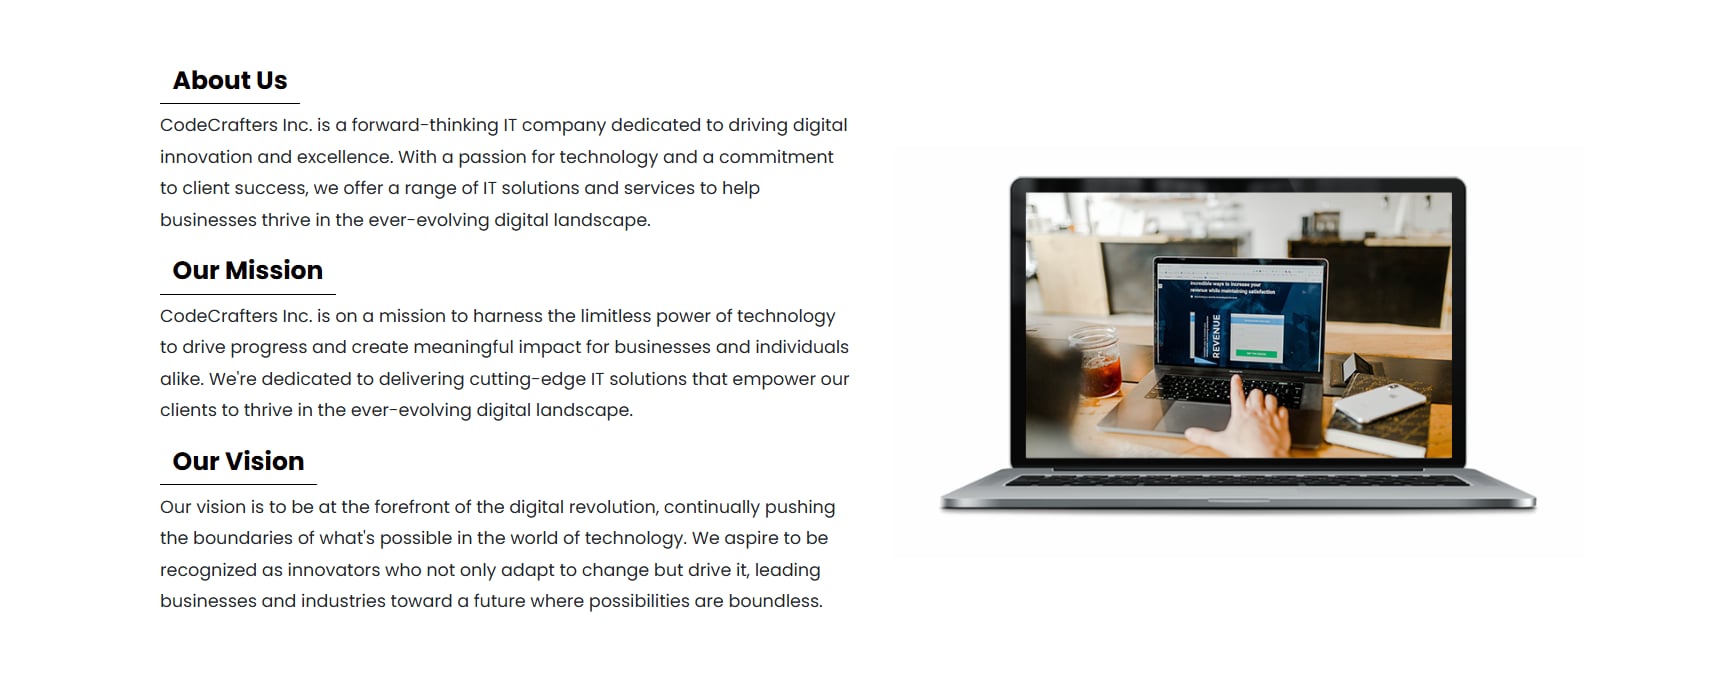 About Us
CodeCrafters Inc. is a forward-thinking IT company dedicated to driving digital
innovation and excellence. With a passion for technology and a commitment
to client success, we offer a range of IT solutions and services to help
businesses thrive in the ever-evolving digital landscape.
Our Mission
CodeCrafters Inc. is on a mission to harness the limitless power of technology
to drive progress and create meaningful impact for businesses and individuals
alike. We're dedicated to delivering cutting-edge IT solutions that empower our
clients to thrive in the ever-evolving digital landscape.
Our Vision
Our vision is to be at the forefront of the digital revolution, continually pushing
the boundaries of what's possible in the world of technology. We aspire to be
recognized as innovators who not only adapt to change but drive it, leading
businesses and industries toward a future where possibilities are boundless.
Incredible ways to increase your
revenue while maintaining satisfaction
REVENUE